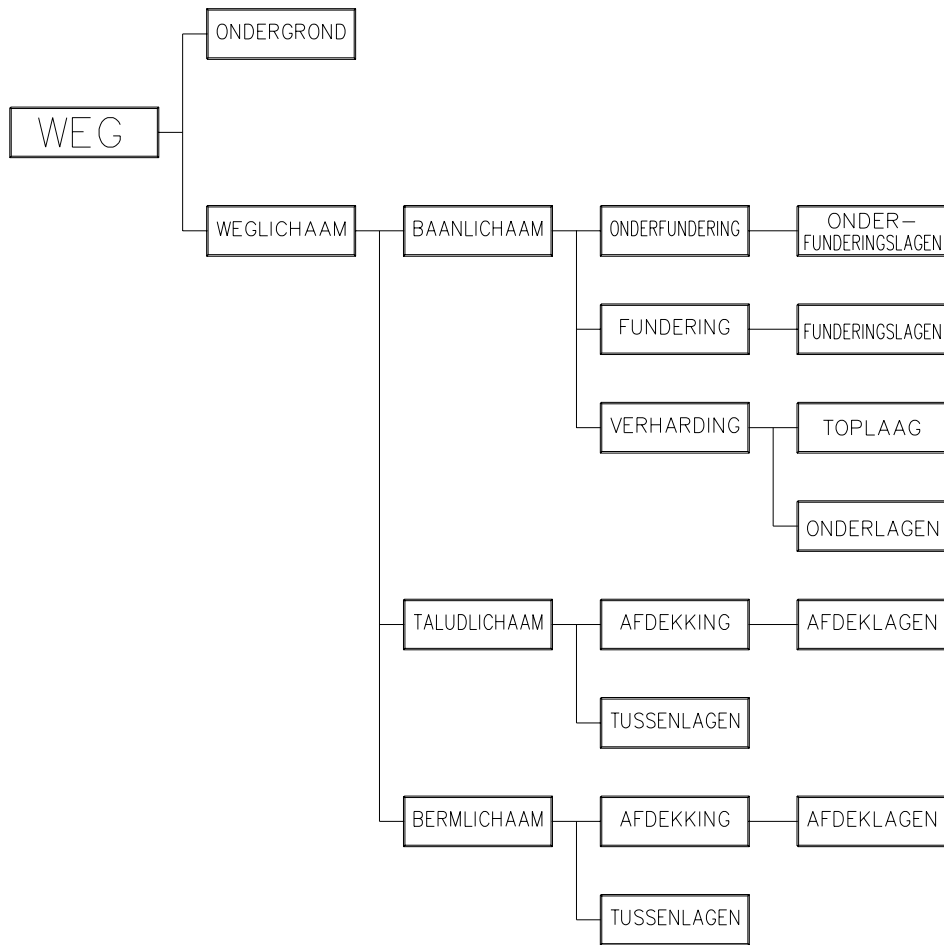 ONDERGROND
WEG
WEGLICHAAM
BAANLICHAAM
ONDERFUNDERING
ONDER-
FUNDERINGSLAGEN
FUNDERING
FUNDERINGSLAGEN
VERHARDING
TOPLAAG
ONDERLAGEN
TALUDLICHAAM
AFDEKKING
AFDEKLAGEN
TUSSENLAGEN
BERMLICHAAM
AFDEKKING
AFDEKLAGEN
TUSSENLAGEN